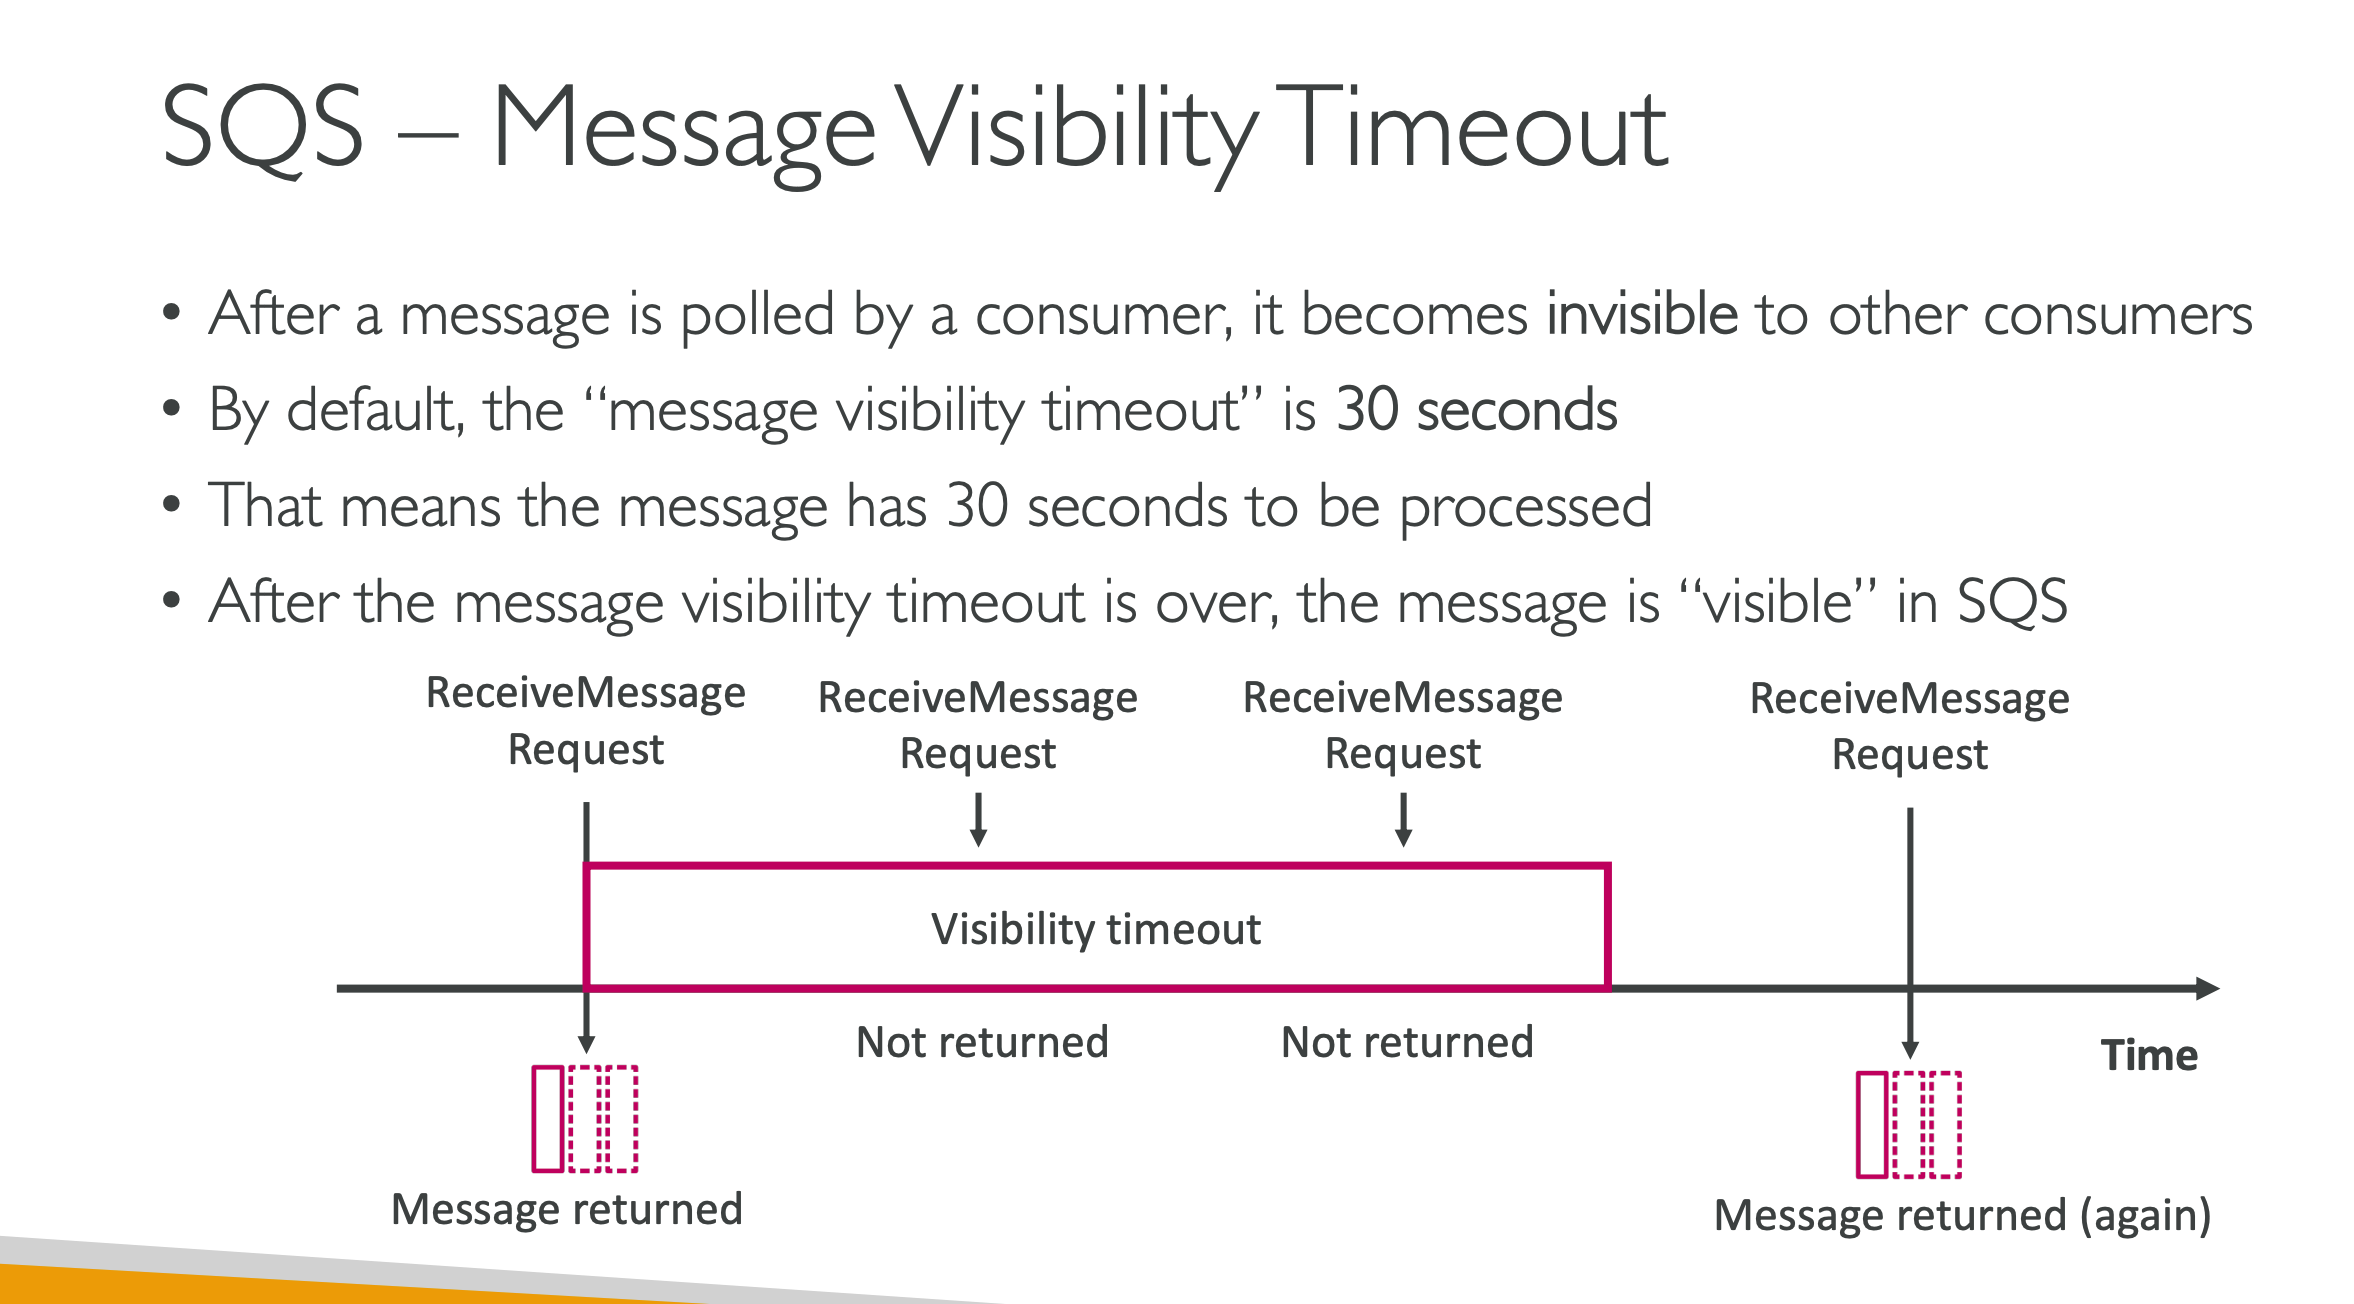 SQS – Message Visibility Timeout
• After a message is polled by a consumer, it becomes invisible to other consumers
• By default, the “message visibility timeout” is 30 seconds
• That means the message has 30 seconds to be processed
• After the message visibility timeout is over, the message is “visible” in SQS
ReceiveMessage
Request
ReceiveMessage
Request
ReceiveMessage
Request
ReceiveMessage
Request
Visibility timeout
Not returned
Not returned
Time
Message returned
Message returned (again)